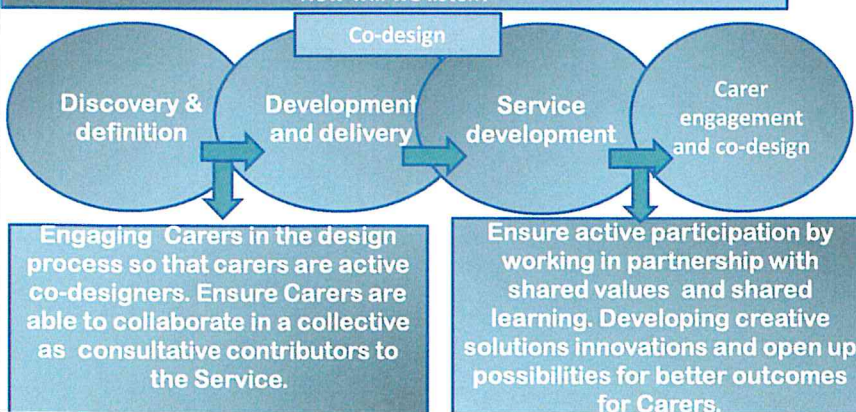 Co-design
Discovery &
definition
Development
and delivery
Service
development
Carer
engagement
and co-design
Engaging Carers in the design
process so that carers are active
co-designers. Ensure Carers are
able to collaborate in a collective
as consultative contributors to
the Service.
Ensure active participation by
working in partnership with
shared values and shared
learning. Developing creative
solutions innovations and open up
possibilities for better outcomes
for Carers.